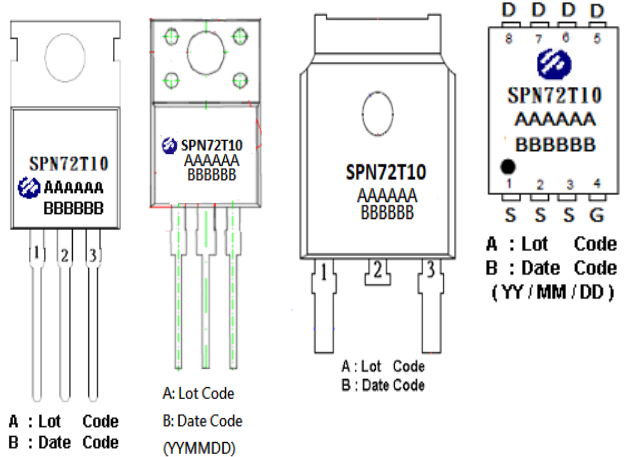 SPN72T10
AAAAAA
BBBBBB
1 2 3
A : Lot Code
B : Date Code
SPN72T10
AAAAAA
BBBBBB
A: Lot Code
B: Date Code
(YYMMDD)
SPN72T10
AAAAAA
BBBBBB
1 2 3
A : Lot Code
B : Date Code
D D D D
8 7 6 5
SPN72T10
AAAAAA
BBBBBB
1 2 3 4
S S S G
A : Lot Code
B : Date Code
( YY / MM / DD )